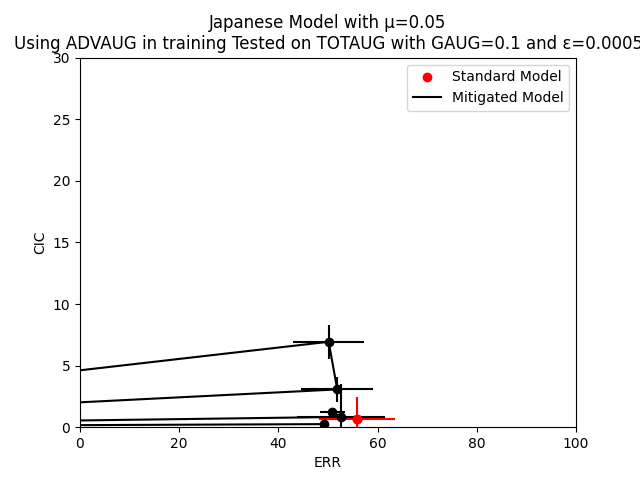 Japanese Model with μ=0.05
Using ADVAUG in training Tested on TOTAUG with GAUG=0.1 and ε=0.0005
30
25
20
15
10
5
0
CIC
Standard Model
Mitigated Model
0 20 40 60 80 100
ERR